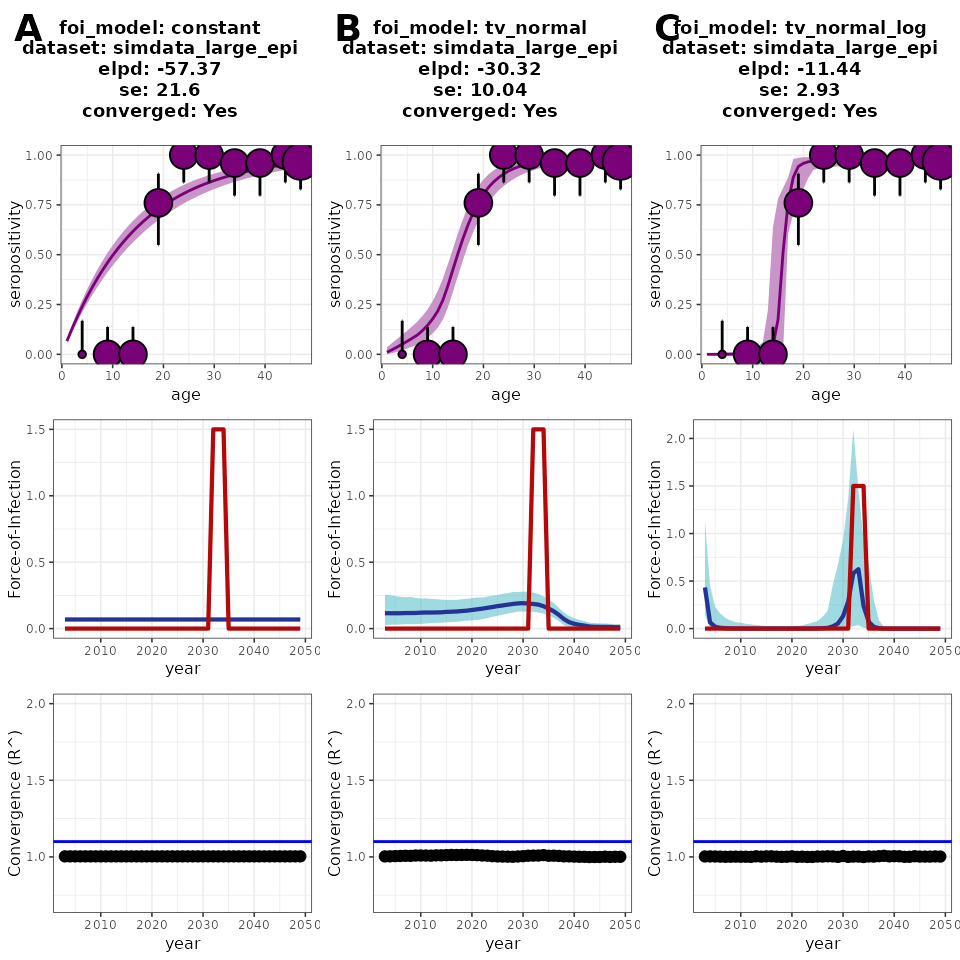 A
foi_model: constant
dataset: simdata_large_epi
elpd: -57.37
se: 21.6
converged: Yes
B
foi_model: tv_normal
dataset: simdata_large_epi
elpd: -30.32
se: 10.04
converged: Yes
C
foi_model: tv_normal_log
dataset: simdata_large_epi
elpd: -11.44
se: 2.93
converged: Yes
seropositivity
1.00
0.75
0.50
0.25
0.00
0 10 20 30 40
age
seropositivity
1.00
0.75
0.50
0.25
0.00
0 10 20 30 40
age
seropositivity
1.00
0.75
0.50
0.25
0.00
0 10 20 30 40
age
Force-of-Infection
1.5
1.0
0.5
0.0
2010 2020 2030 2040 2050
year
Force-of-Infection
1.5
1.0
0.5
0.0
2010 2020 2030 2040 2050
year
Force-of-Infection
2.0
1.5
1.0
0.5
0.0
2010 2020 2030 2040 2050
year
Convergence (R^)
2.0
1.5
1.0
2010 2020 2030 2040 2050
year
Convergence (R^)
2.0
1.5
1.0
2010 2020 2030 2040 2050
year
Convergence (R^)
2.0
1.5
1.0
2010 2020 2030 2040 2050
year